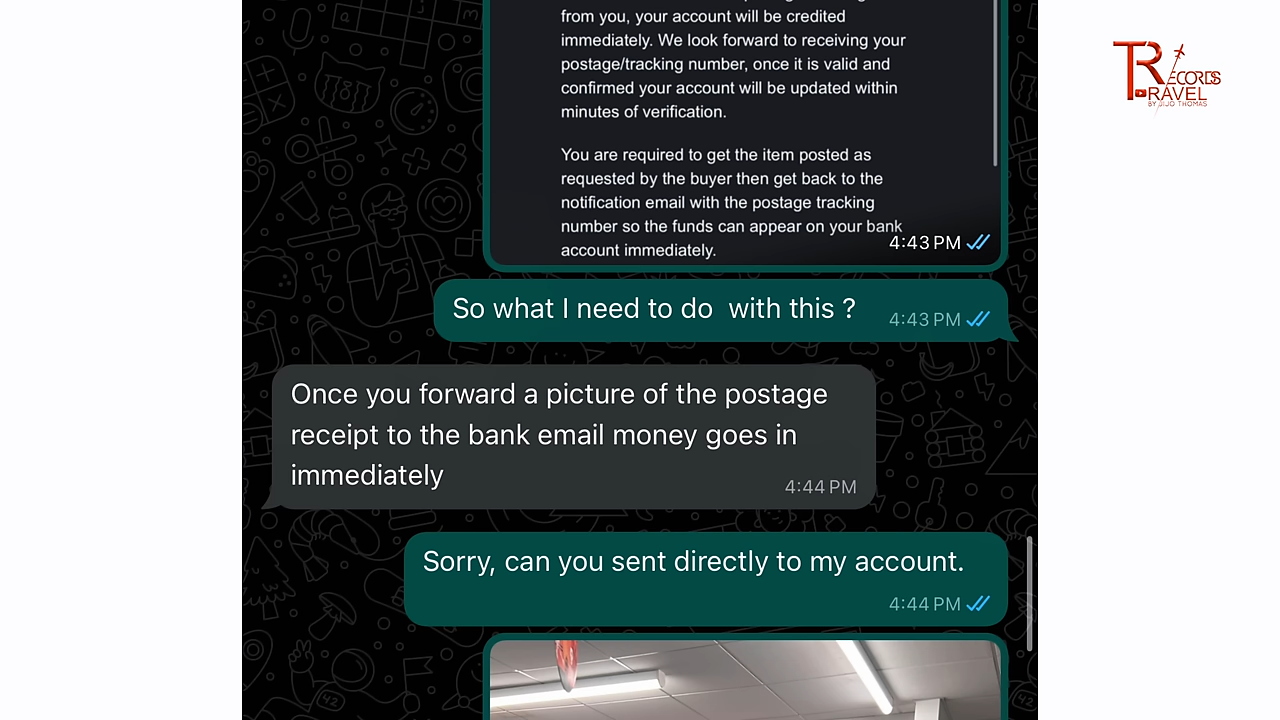 from you, your account will be credited
immediately. We look forward to receiving your
postage/tracking number, once it is valid and
confirmed your account will be updated within
minutes of verification.
You are required to get the item posted as
requested by the buyer then get back to the
notification email with the postage tracking
number so the funds can appear on your bank
account immediately.
4:43 PM
So what I need to do with this ?
4:43 PM
Once you forward a picture of the postage
receipt to the bank email money goes in
immediately
4:44 PM
Sorry, can you sent directly to my account.
4:44 PM
TRECORDS
TRAVEL
BY JIJO THOMAS